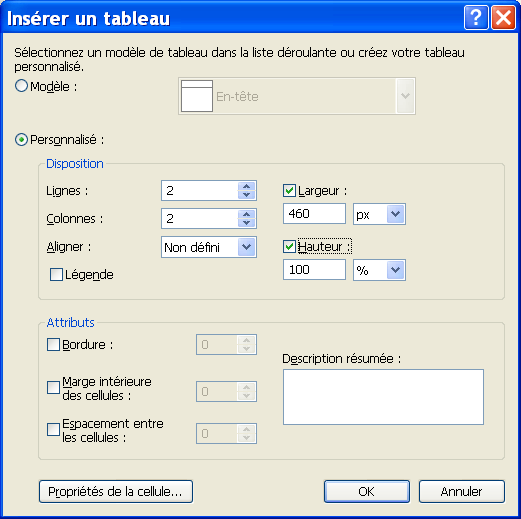 Insérer un tableau
Sélectionnez un modèle de tableau dans la liste déroulante ou créez votre tableau
personnalisé.
Modèle :
En-tête
Personnalisé :
Disposition
Lignes : 2
Largeur :
Colonnes : 2
460 px
Aligner : Non défini
Hauteur :
Légende
100 %
Attributs
Bordure : 0
Description résumée :
Marge intérieure
des cellules : 0
Espacement entre
les cellules : 0
Propriétés de la cellule...
OK
Annuler